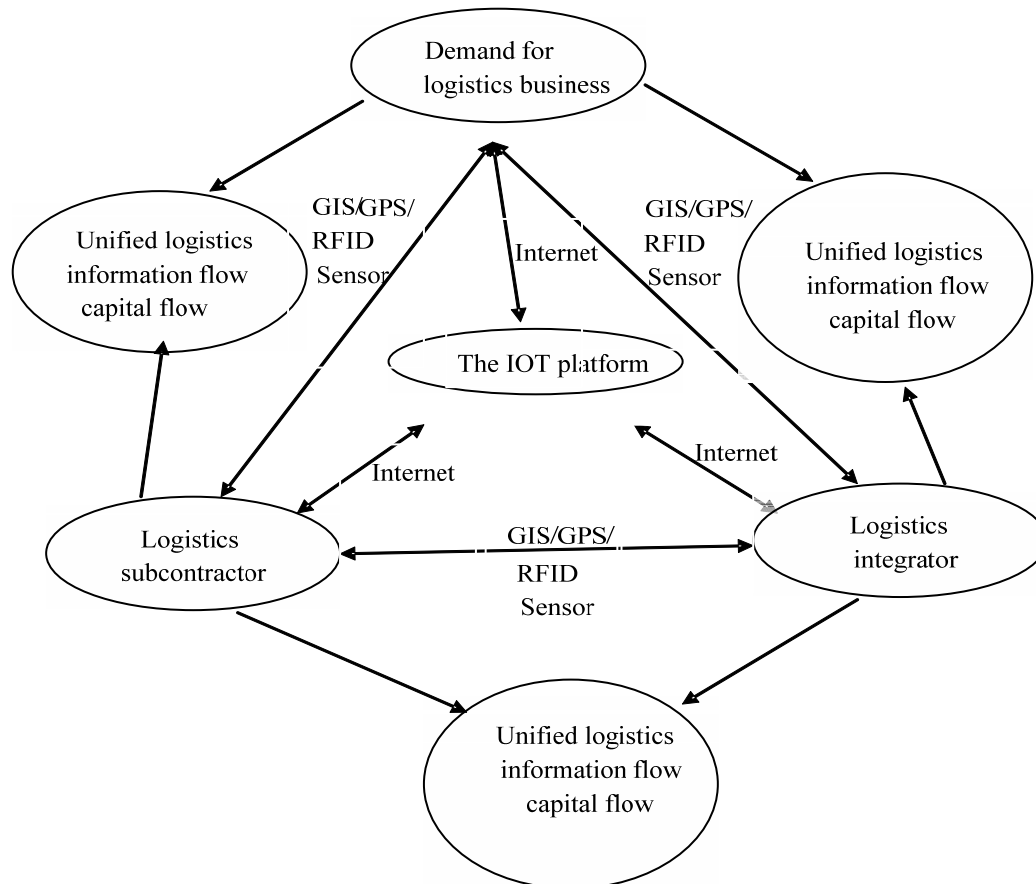 Demand for
logistics business
GIS/GPS/
RFID
Sensor
GIS/GPS/
RFID
Sensor
Unified logistics
information flow
capital flow
Internet
Unified logistics
information flow
capital flow
The IOT platform
Internet
Internet
Logistics
subcontractor
GIS/GPS/
RFID
Sensor
Logistics
integrator
Unified logistics
information flow
capital flow